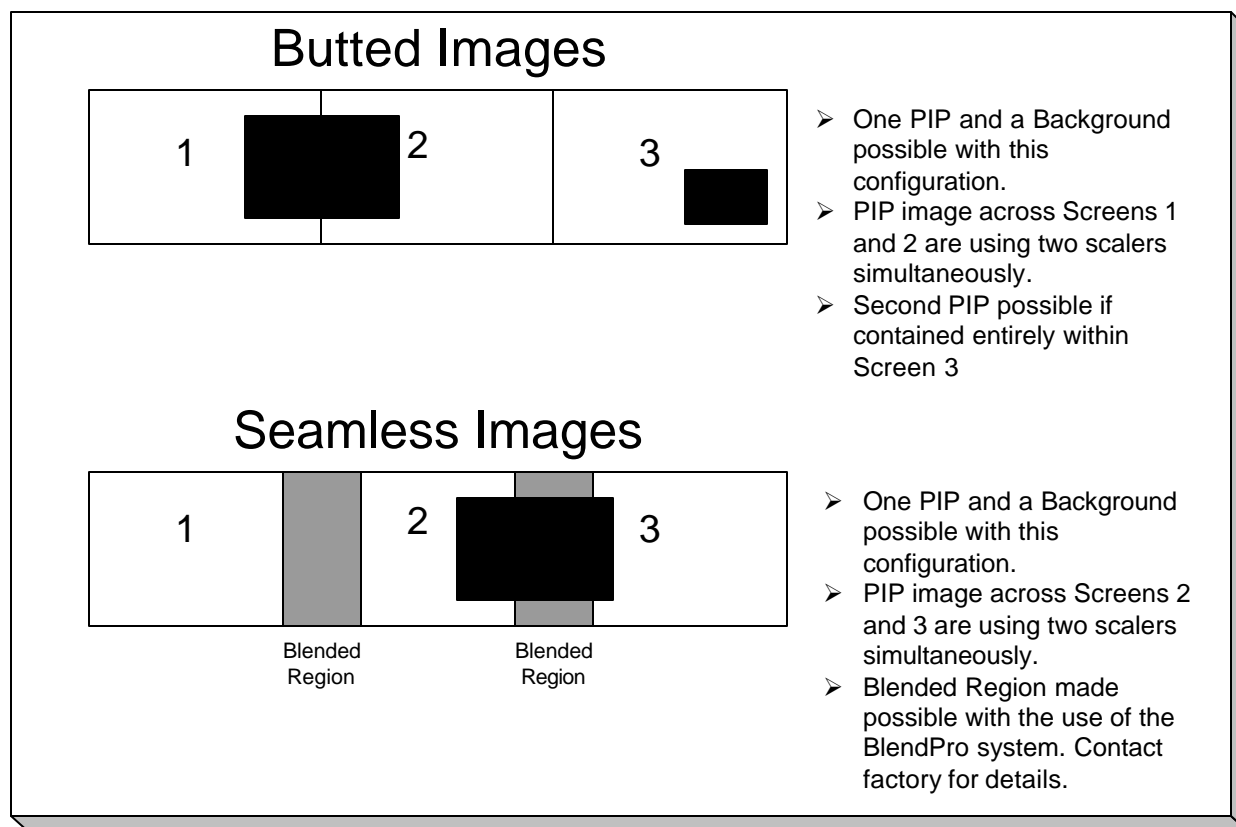 Butted Images
1
2
3
➢ One PIP and a Background
possible with this
configuration.
➢ PIP image across Screens 1
and 2 are using two scalers
simultaneously.
➢ Second PIP possible if
contained entirely within
Screen 3
Seamless Images
1
2
3
Blended
Region
Blended
Region
➢ One PIP and a Background
possible with this
configuration.
➢ PIP image across Screens 2
and 3 are using two scalers
simultaneously.
➢ Blended Region made
possible with the use of the
BlendPro system. Contact
factory for details.